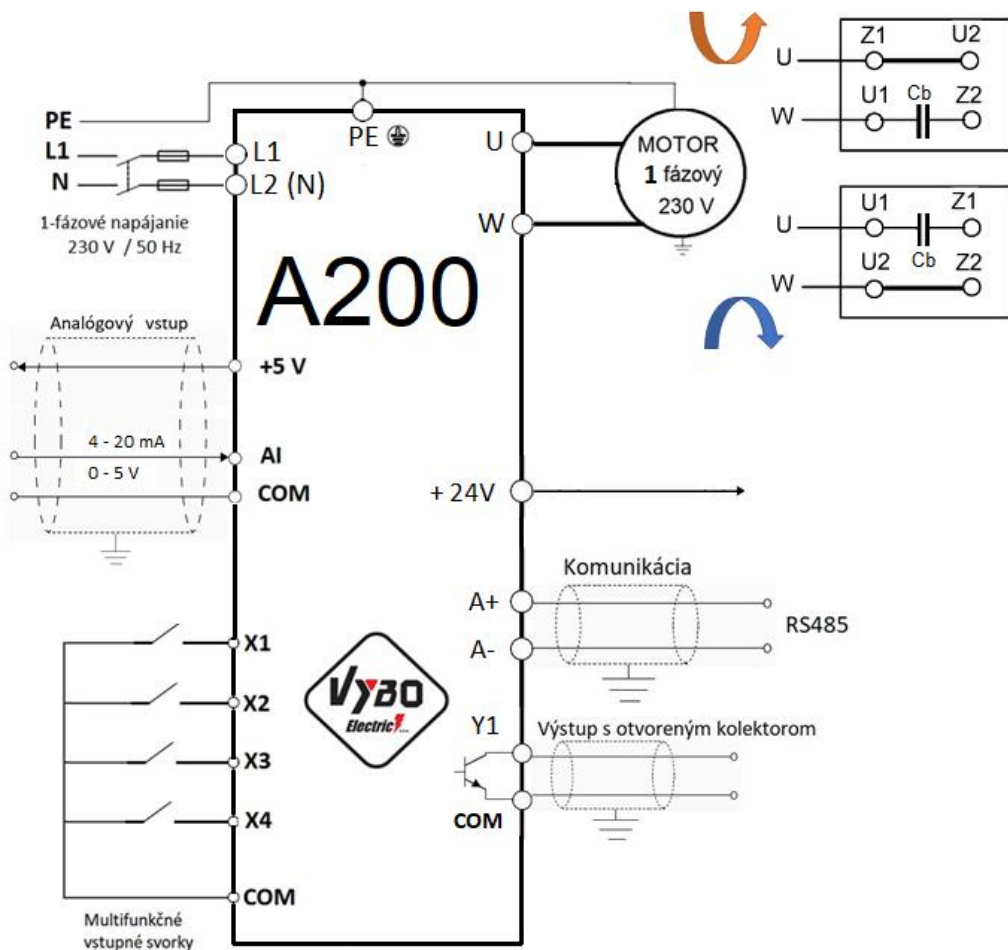 Z1 U2
U
U1 Cb Z2
W
PE
PE
L1
L1
N
L2 (N)
1-fázové napájanie
230 V / 50 Hz
U
W
MOTOR
1 fázový
230 V
U1 Z1
U
U2 Cb Z2
W
A200
Analógový vstup
+5 V
4 - 20 mA
AI
0 - 5 V
COM
+ 24V
Komunikácia
A+
A-
RS485
X1
X2
X3
X4
COM
VYBO
Electric
Y1
Výstup s otvoreným kolektorom
COM
Multifunkčné
vstupné svorky